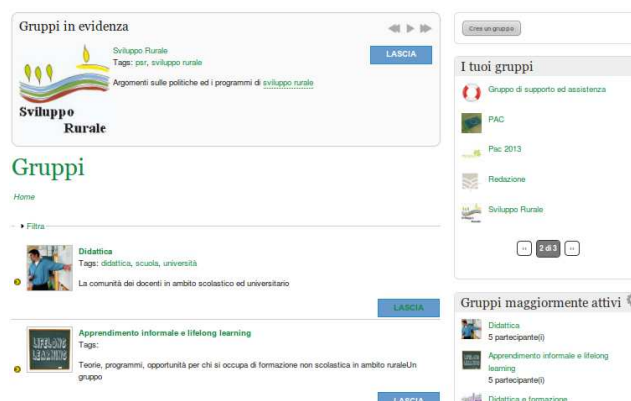 Gruppi in evidenza
Sviluppo Rurale
Tags: psr, sviluppo rurale
LASCIA
Argomenti sulle politiche ed i programmi di sviluppo rurale
Sviluppo
Rurale
Gruppi
Home
Filtra
Didattica
Tags: didattica, scuola, università
La comunità dei docenti in ambito scolastico ed universitario
LASCIA
LIFELONG
LEARNING
Apprendimento informale e lifelong learning
Tags:
Teorie, programmi, opportunità per chi si occupa di formazione non scolastica in ambito ruraleUn
gruppo
LASCIA
Crea un gruppo
I tuoi gruppi
Gruppo di supporto ed assistenza
PAC
Pac 2013
Redazione
Sviluppo Rurale
‹‹ 2 di 3 ››
Gruppi maggiormente attivi
Didattica
5 partecipante(i)
Apprendimento informale e lifelong
learning
5 partecipante(i)
Didattica e formazione